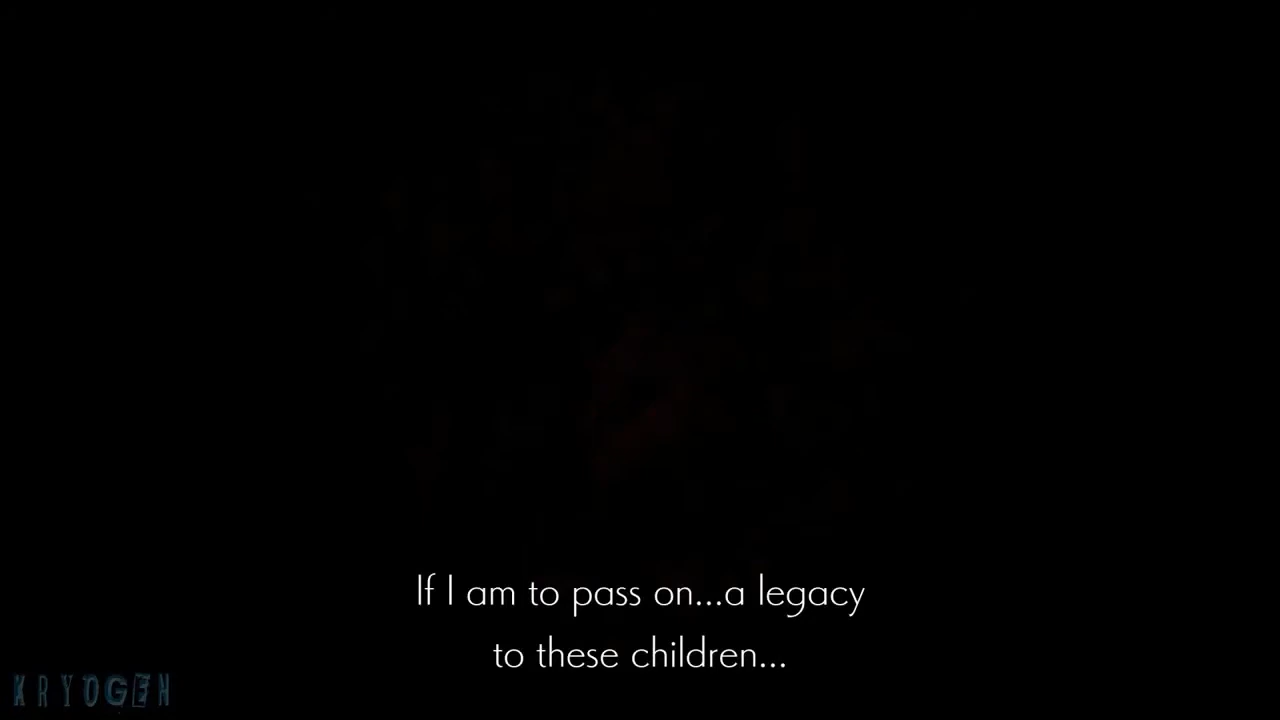 If I am to pass on...a legacy
to these children...
KRYOGEN